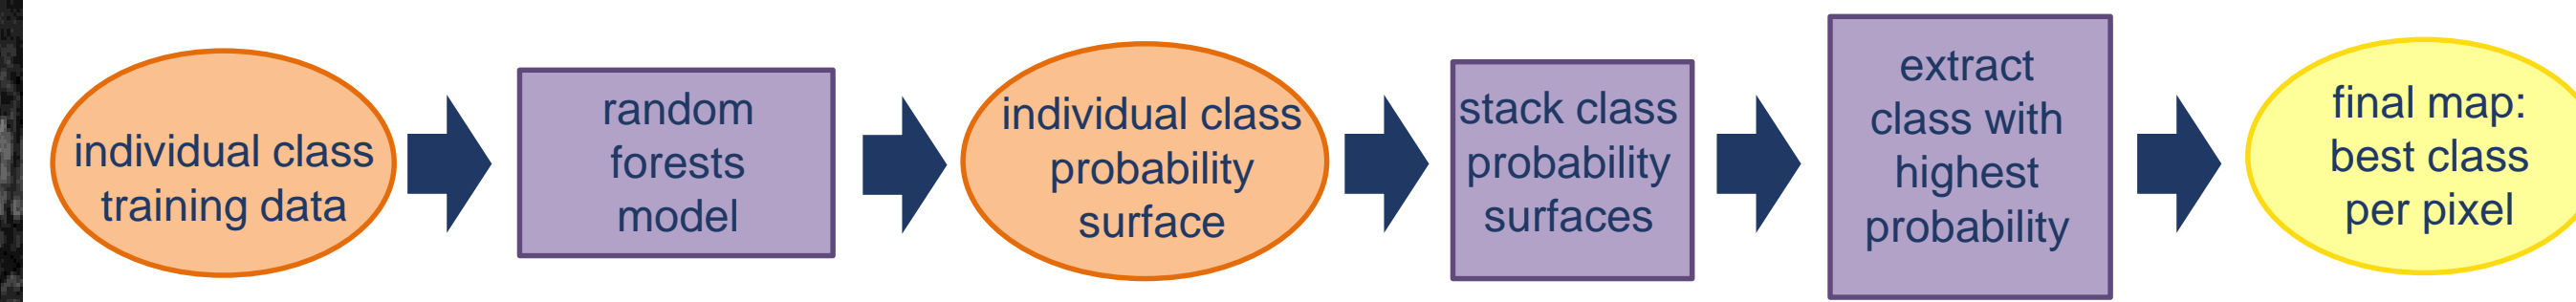 individual class
training data
random
forests
model
individual class
probability
surface
stack class
probability
surfaces
extract
class with
highest
probability
final map:
best class
per pixel